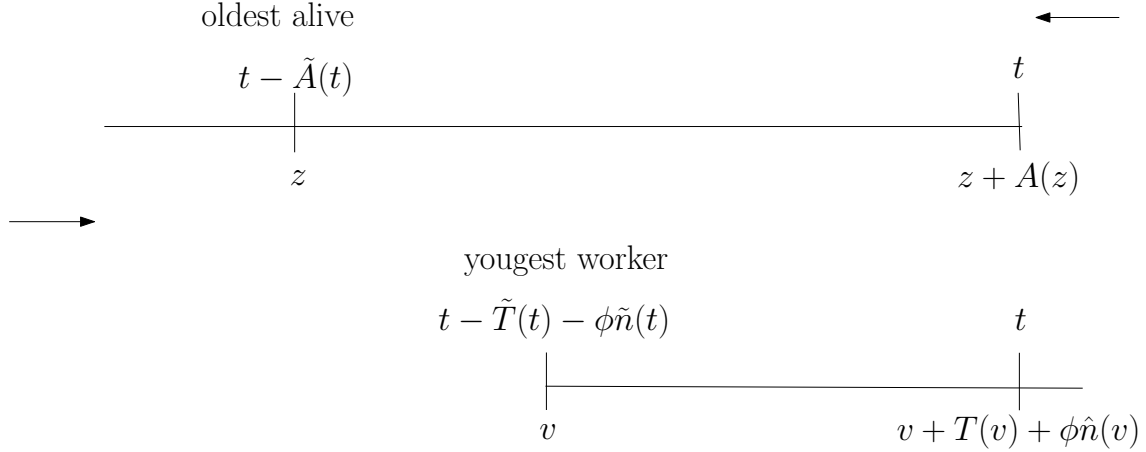 oldest alive
t − Ã(t)
t
z
z + A(z)
yougest worker
t − T̃(t) − ϕñ(t)
t
v
v + T(v) + ϕn̂(v)